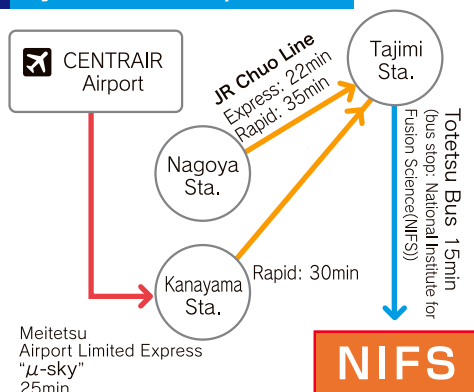 CENTRAIR
Airport
JR Chuo Line
Express: 22min
Rapid: 35min
Tajimi
Sta.
Nagoya
Sta.
Totetsu Bus 15min
(bus stop: National Institute for
Fusion Science(NIFS))
Kanayama
Sta.
Rapid: 30min
Meitetsu
Airport Limited Express
“μ-sky”
25min
NIFS